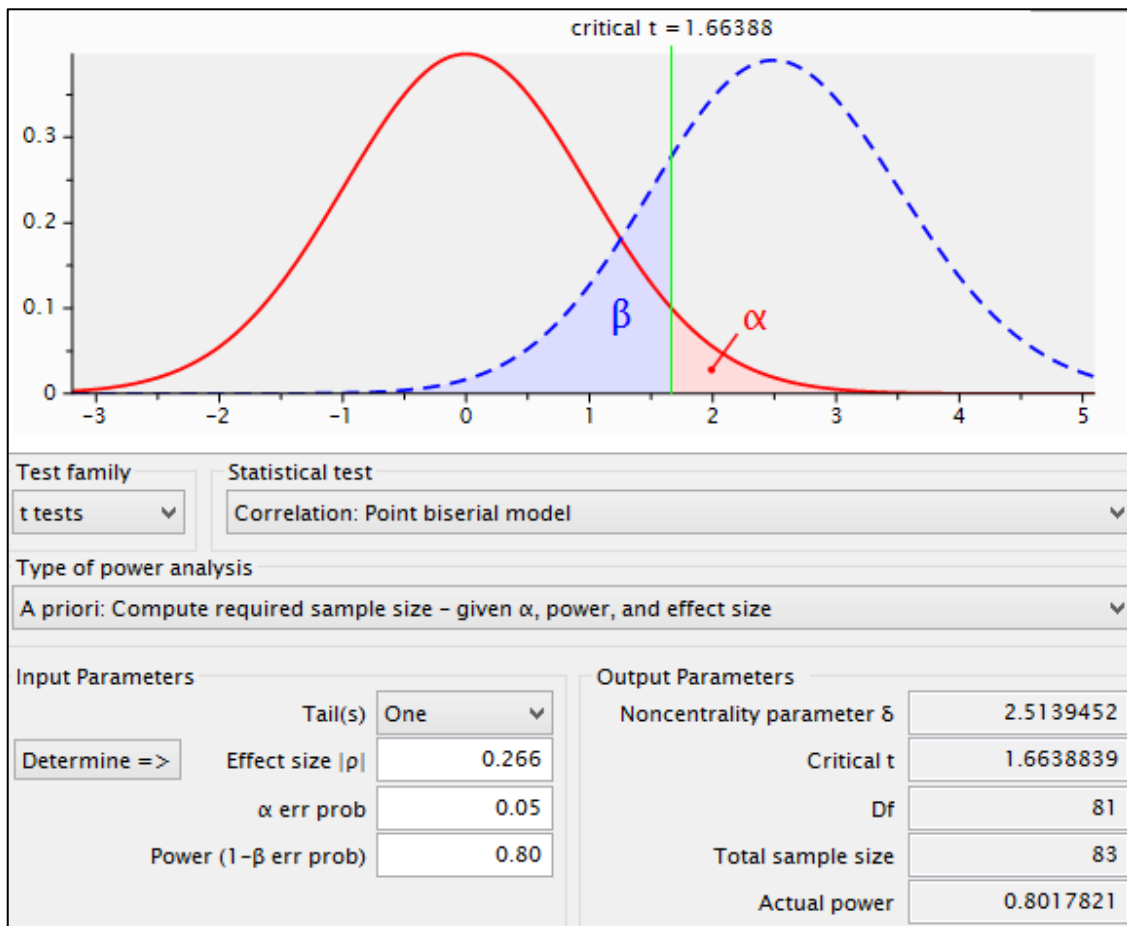 critical t = 1.66388
0.3
0.2
0.1
0
β
α
-3 -2 -1 0 1 2 3 4 5
Test family Statistical test
t tests Correlation: Point biserial model
Type of power analysis
A priori: Compute required sample size – given α, power, and effect size
Input Parameters Output Parameters
Tail(s) One Noncentrality parameter δ 2.5139452
Determine => Effect size |ρ| 0.266 Critical t 1.6638839
α err prob 0.05 Df 81
Power (1-β err prob) 0.80 Total sample size 83
Actual power 0.8017821